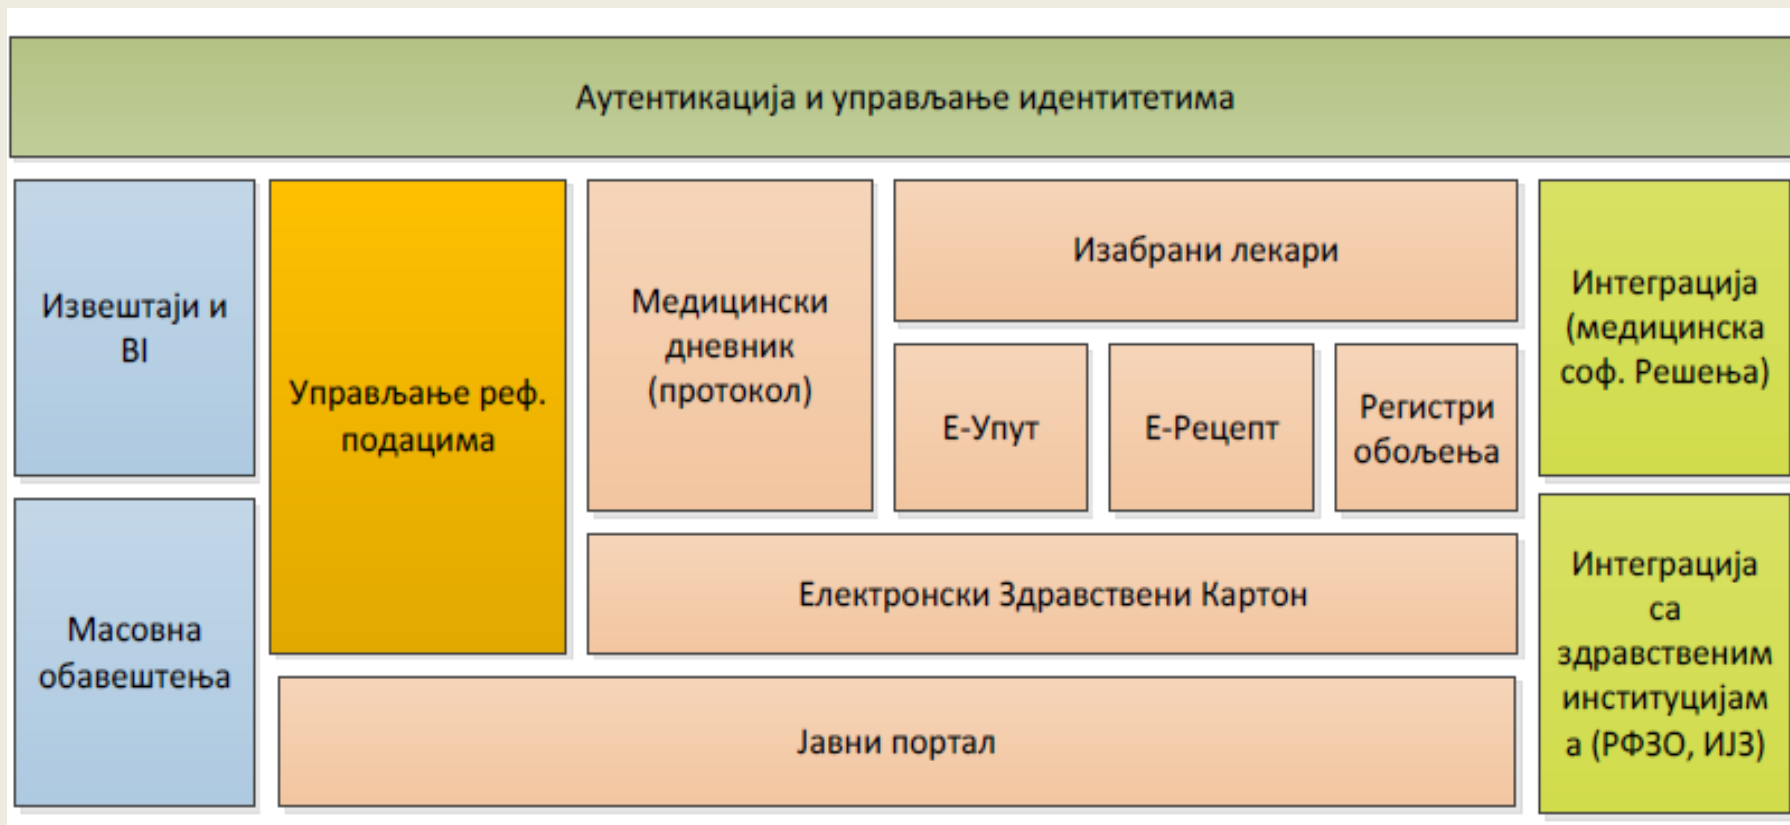 Аутентикација и управљање идентитетима
Извештаји и
BI
Масовна
обавештења
Управљање реф.
подацима
Медицински
дневник
(протокол)
Изабрани лекари
Е-Упут
Е-Рецепт
Регистри
обољења
Електронски Здравствени Картон
Јавни портал
Интеграција
(медицинска
соф. Решења)
Интеграција
са
здравственим
институцијам
а (РФЗО, ИЈЗ)